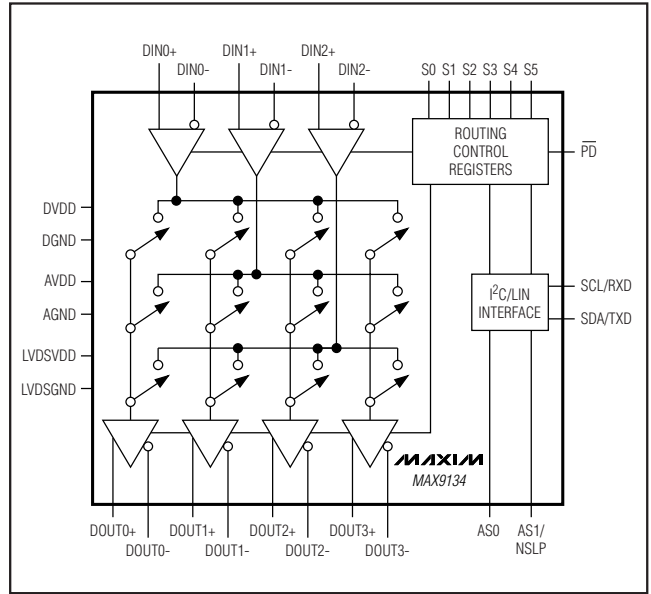 DIN0+ DIN1+ DIN2+
DIN0- DIN1- DIN2- S0 S1 S2 S3 S4 S5
ROUTING
CONTROL
REGISTERS
P̅D̅
DVDD
DGND
AVDD
AGND
LVDSVDD
LVDSGND
I²C/LIN
INTERFACE
SCL/RXD
SDA/TXD
MAXIM
MAX9134
DOUT0+ DOUT1+ DOUT2+ DOUT3+ AS0 AS1/
NSLP
DOUT0- DOUT1- DOUT2- DOUT3-